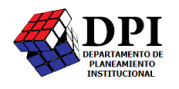 DPI
DEPARTAMENTO DE
PLANEAMIENTO
INSTITUCIONAL